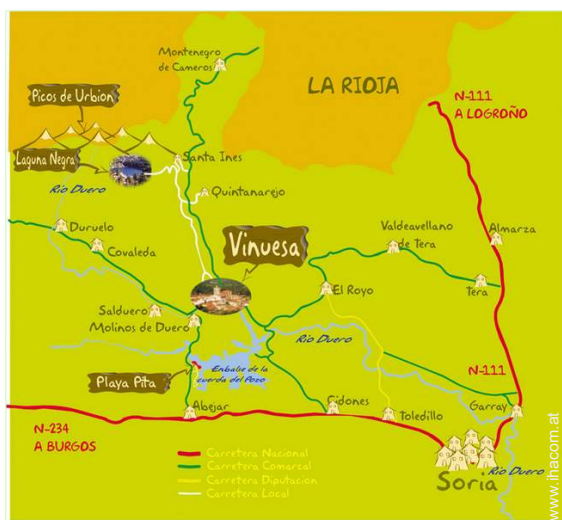 Montenegro
de Cameros
LA RIOJA
Picos de Urbion
N-111
A LOGROÑO
Laguna Negra
Santa Ines
Río Duero
Quintanarejo
Duruelo
Covaleda
Vinuesa
Valdeavellano
de Tera
Almarza
El Royo
Tera
Salduero
Molinos de Duero
Río Duero
Embalse de la
cuerda del Pozo
N-111
Playa Pita
Abejar
Cidones
Toledillo
Garray
N-234
A BURGOS
Carretera Nacional
Carretera Comarcal
Carretera Diputacion
Carretera Local
Soria
Río Duero
www.ihacom.at